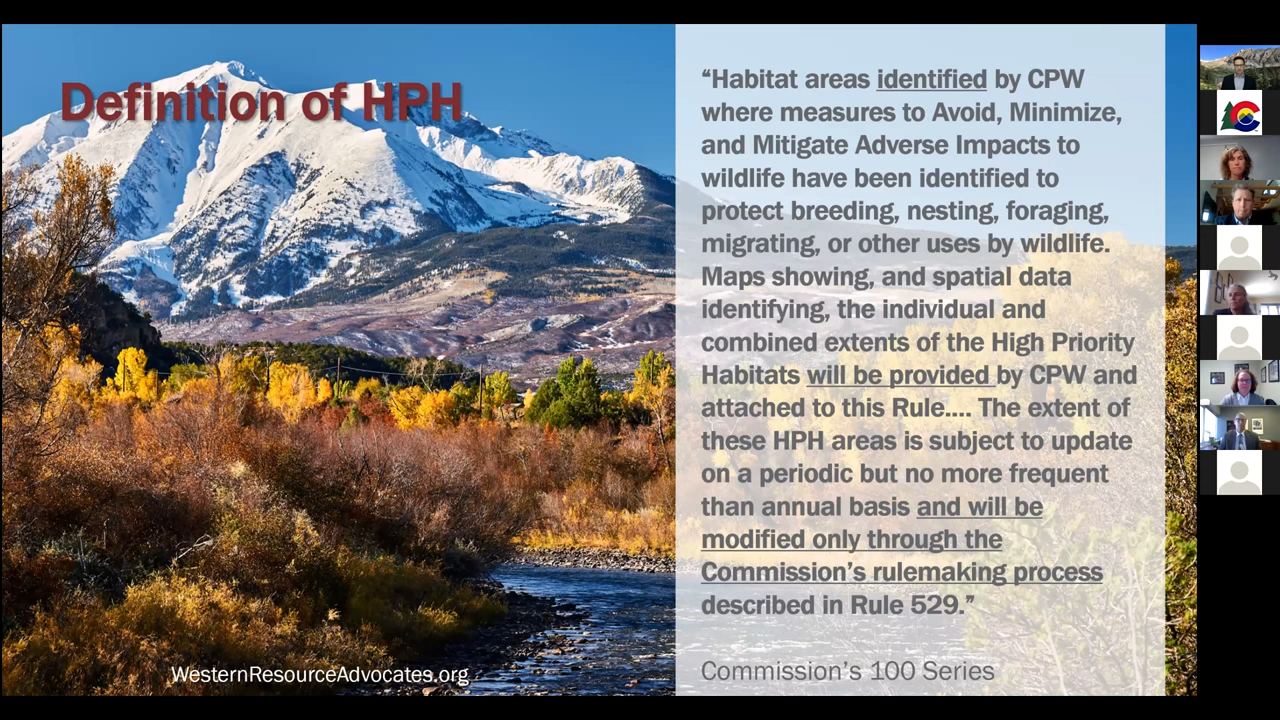 Definition of HPH
“Habitat areas identified by CPW
where measures to Avoid, Minimize,
and Mitigate Adverse Impacts to
wildlife have been identified to
protect breeding, nesting, foraging,
migrating, or other uses by wildlife.
Maps showing, and spatial data
identifying, the individual and
combined extents of the High Priority
Habitats will be provided by CPW and
attached to this Rule.... The extent of
these HPH areas is subject to update
on a periodic but no more frequent
than annual basis and will be
modified only through the
Commission’s rulemaking process
described in Rule 529.”
WesternResourceAdvocates.org
Commission’s 100 Series